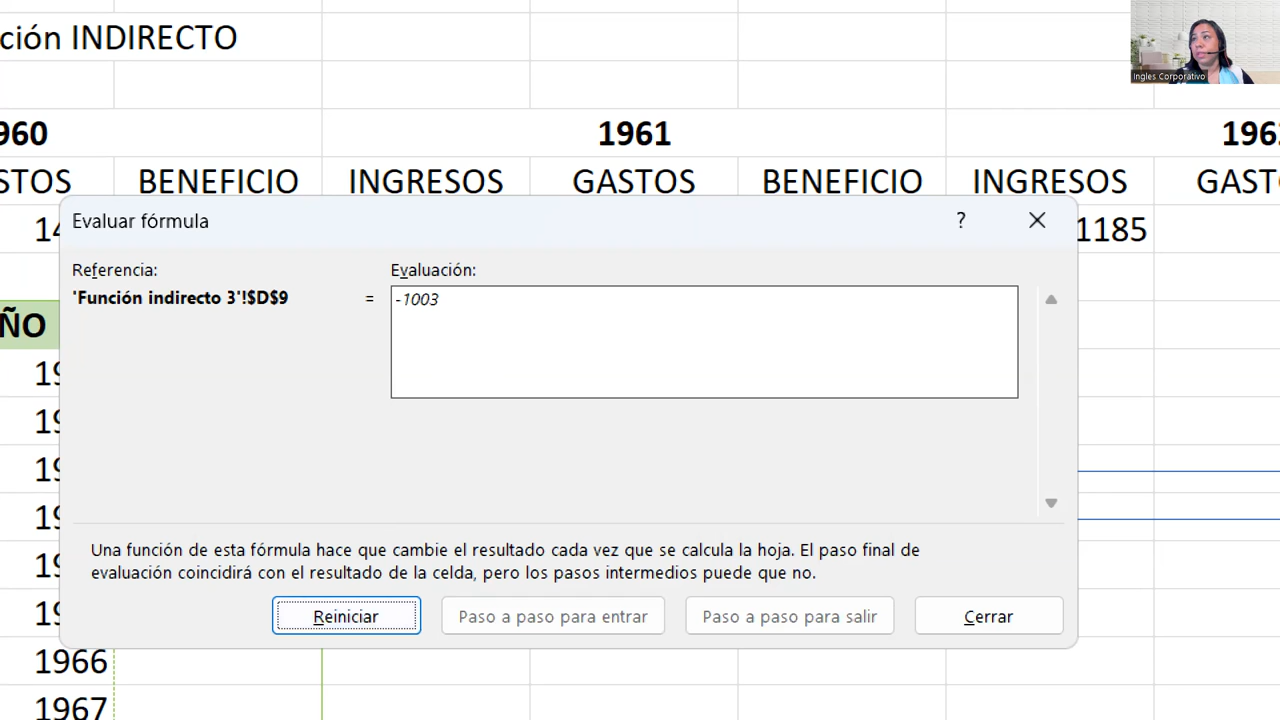 ción INDIRECTO
Ingles Corporativo
960
1961
STOS
BENEFICIO
INGRESOS
GASTOS
BENEFICIO
INGRESOS
GAST
1185
Evaluar fórmula
?
Referencia:
Evaluación:
'Función indirecto 3'!$D$9
=
-1003
ÑO
Una función de esta fórmula hace que cambie el resultado cada vez que se calcula la hoja. El paso final de
evaluación coincidirá con el resultado de la celda, pero los pasos intermedios puede que no.
Reiniciar
Paso a paso para entrar
Paso a paso para salir
Cerrar
1966
1967